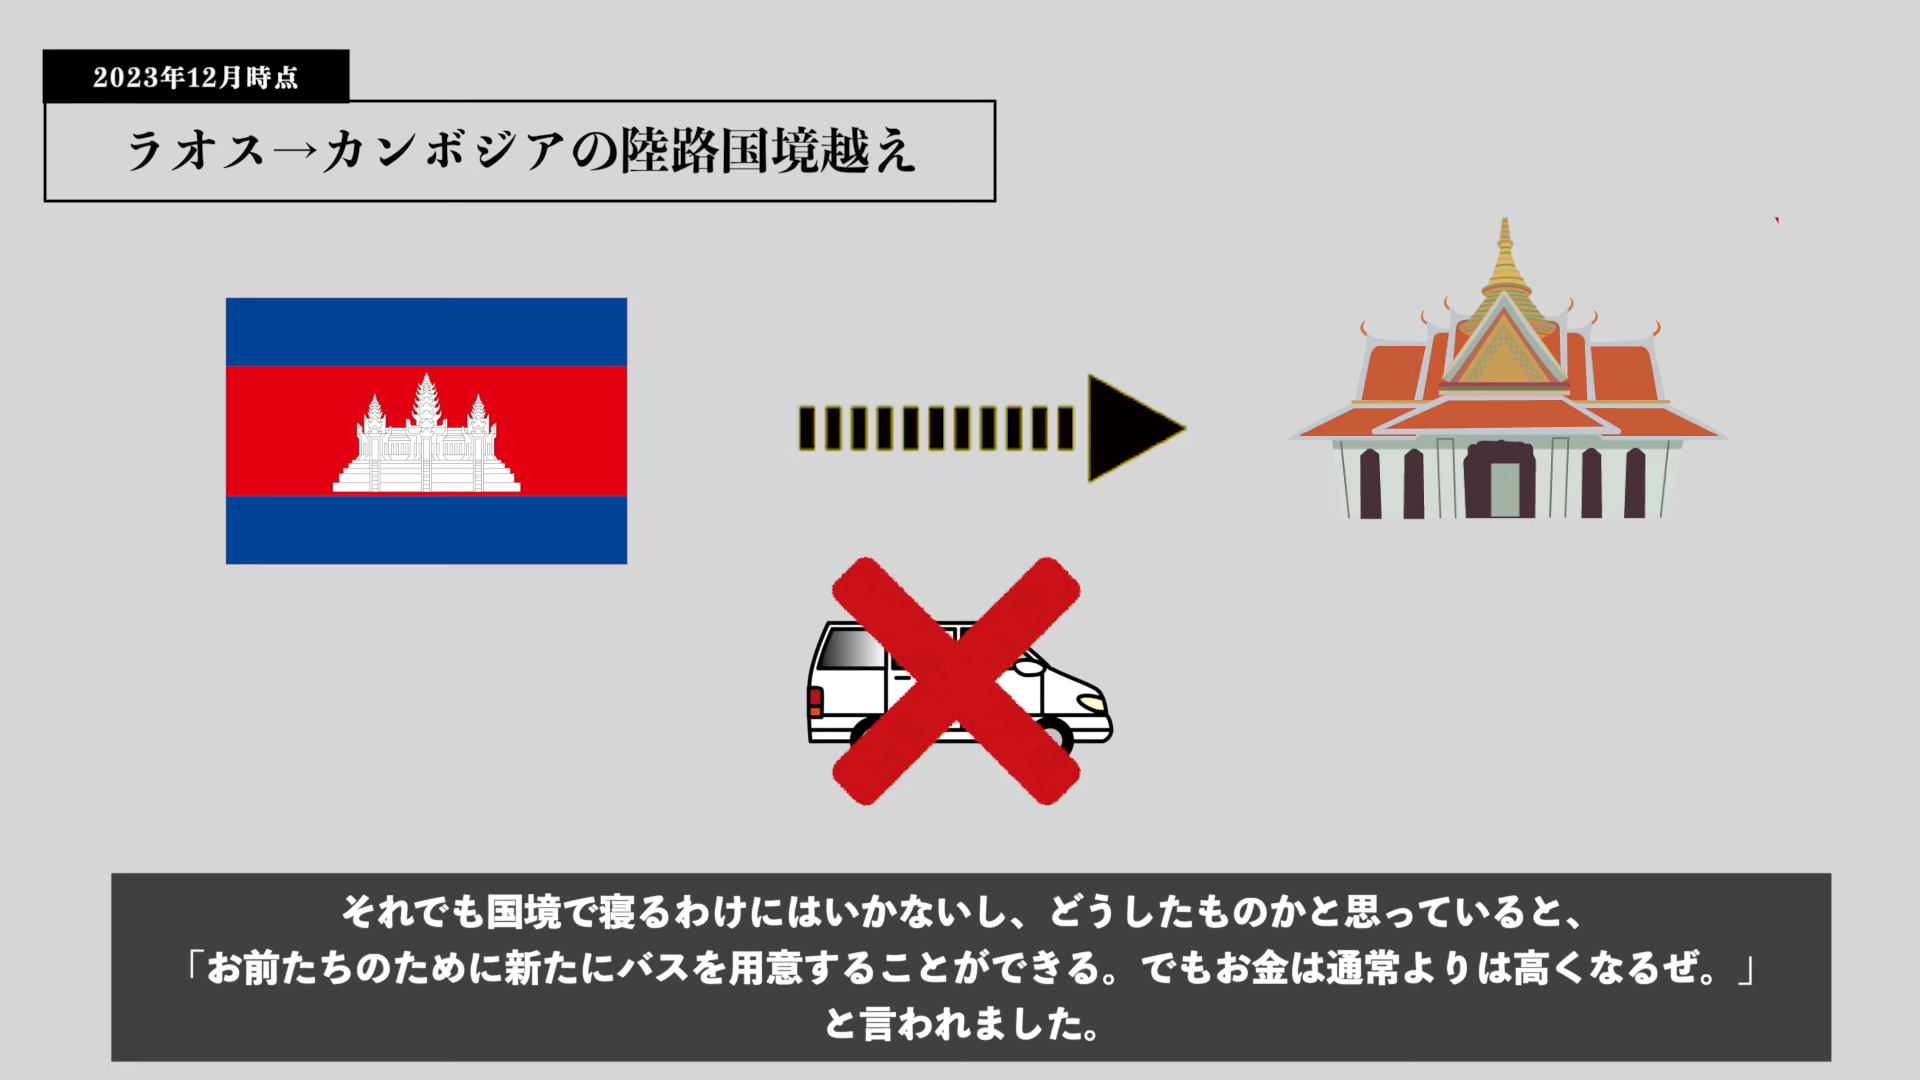 2023年12月時点
ラオス→カンボジアの陸路国境越え
それでも国境で寝るわけにはいかないし、どうしたものかと思っていると、
「お前たちのために新たにバスを用意することができる。でもお金は通常よりは高くなるぜ。」
と言われました。